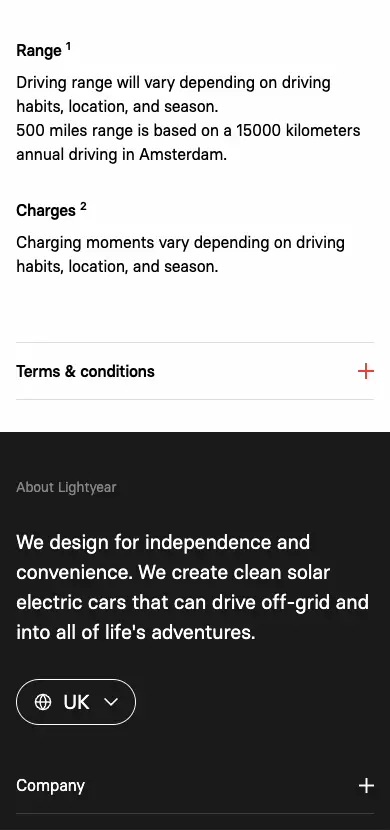 Range 1
Driving range will vary depending on driving
habits, location, and season.
500 miles range is based on a 15000 kilometers
annual driving in Amsterdam.
Charges 2
Charging moments vary depending on driving
habits, location, and season.
Terms & conditions
About Lightyear
We design for independence and
convenience. We create clean solar
electric cars that can drive off-grid and
into all of life's adventures.
UK
Company